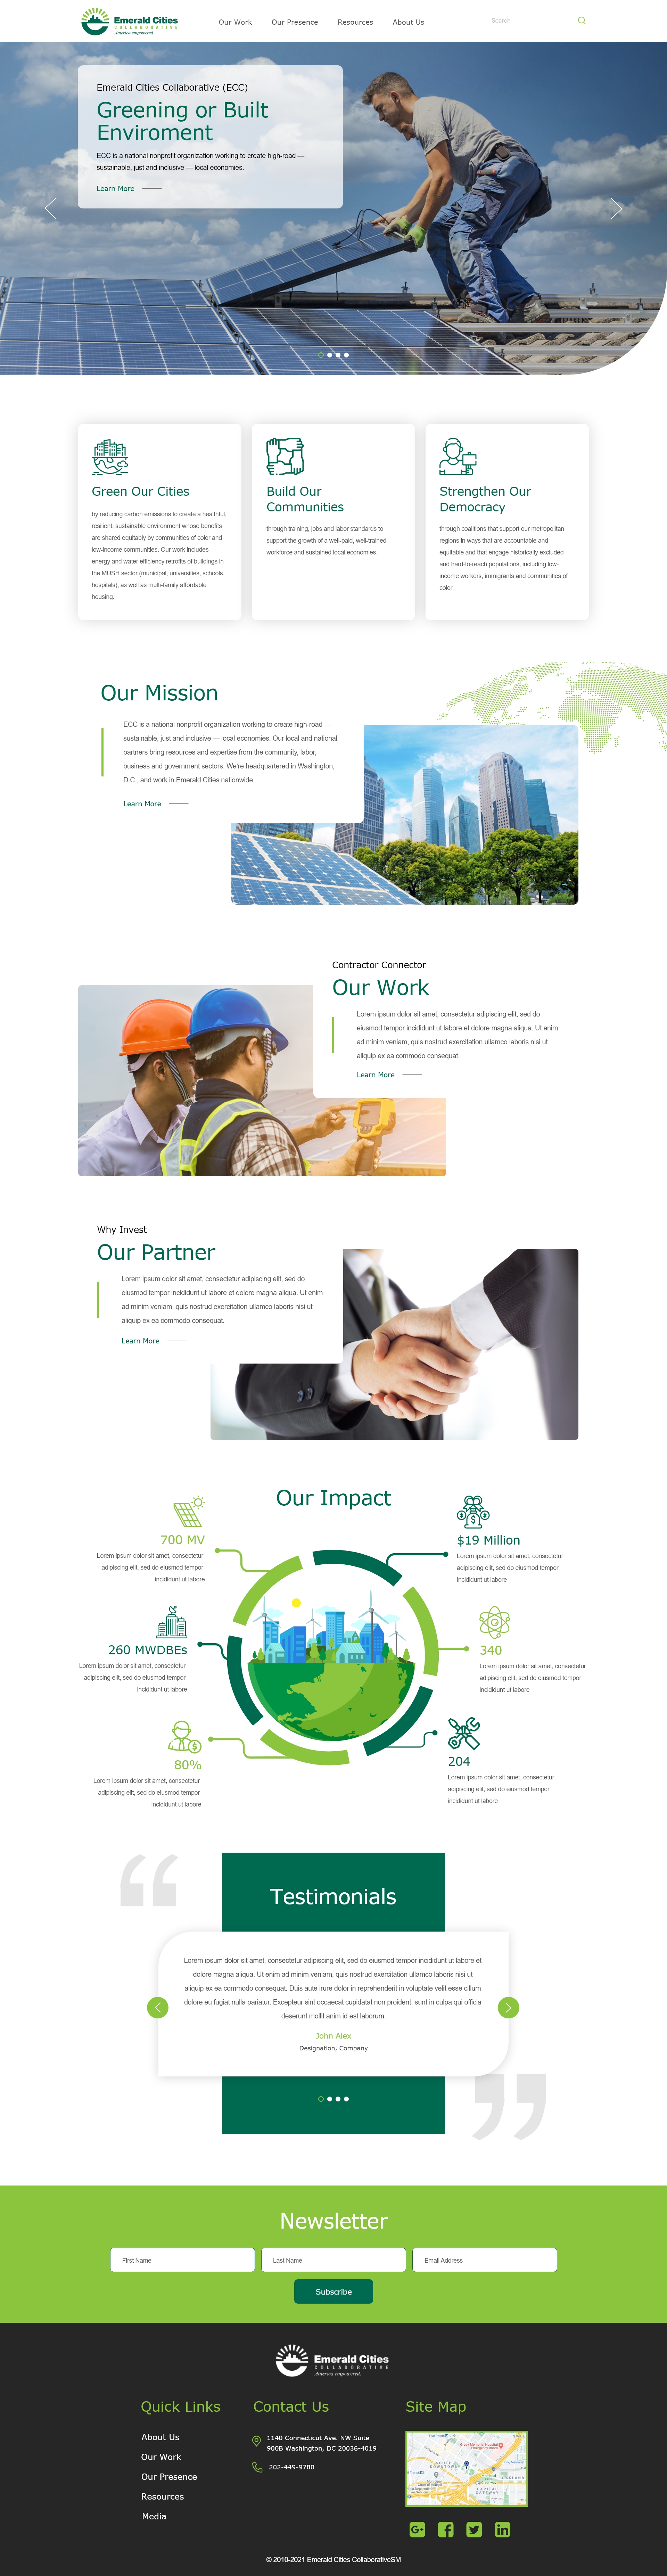 Emerald Cities
COLLABORATIVE
America empowered.
Our Work
Our Presence
Resources
About Us
Search
Emerald Cities Collaborative (ECC)
Greening or Built
Enviroment
ECC is a national nonprofit organization working to create high-road —
sustainable, just and inclusive — local economies.
Learn More
Green Our Cities
by reducing carbon emissions to create a healthful,
resilient, sustainable environment whose benefits
are shared equitably by communities of color and
low-income communities. Our work includes
energy and water efficiency retrofits of buildings in
the MUSH sector (municipal, universities, schools,
hospitals), as well as multi-family affordable
housing.
Build Our
Communities
through training, jobs and labor standards to
support the growth of a well-paid, well-trained
workforce and sustained local economies.
Strengthen Our
Democracy
through coalitions that support our metropolitan
regions in ways that are accountable and
equitable and that engage historically excluded
and hard-to-reach populations, including low-
income workers, immigrants and communities of
color.
Our Mission
ECC is a national nonprofit organization working to create high-road —
sustainable, just and inclusive — local economies. Our local and national
partners bring resources and expertise from the community, labor,
business and government sectors. We're headquartered in Washington,
D.C., and work in Emerald Cities nationwide.
Learn More
Contractor Connector
Our Work
Lorem ipsum dolor sit amet, consectetur adipiscing elit, sed do
eiusmod tempor incididunt ut labore et dolore magna aliqua. Ut enim
ad minim veniam, quis nostrud exercitation ullamco laboris nisi ut
aliquip ex ea commodo consequat.
Learn More
Why Invest
Our Partner
Lorem ipsum dolor sit amet, consectetur adipiscing elit, sed do
eiusmod tempor incididunt ut labore et dolore magna aliqua. Ut enim
ad minim veniam, quis nostrud exercitation ullamco laboris nisi ut
aliquip ex ea commodo consequat.
Learn More
Our Impact
700 MV
Lorem ipsum dolor sit amet, consectetur
adipiscing elit, sed do eiusmod tempor
incididunt ut labore
$19 Million
Lorem ipsum dolor sit amet, consectetur
adipiscing elit, sed do eiusmod tempor
incididunt ut labore
260 MWDBEs
Lorem ipsum dolor sit amet, consectetur
adipiscing elit, sed do eiusmod tempor
incididunt ut labore
340
Lorem ipsum dolor sit amet, consectetur
adipiscing elit, sed do eiusmod tempor
incididunt ut labore
80%
Lorem ipsum dolor sit amet, consectetur
adipiscing elit, sed do eiusmod tempor
incididunt ut labore
204
Lorem ipsum dolor sit amet, consectetur
adipiscing elit, sed do eiusmod tempor
incididunt ut labore
Testimonials
Lorem ipsum dolor sit amet, consectetur adipiscing elit, sed do eiusmod tempor incididunt ut labore et
dolore magna aliqua. Ut enim ad minim veniam, quis nostrud exercitation ullamco laboris nisi ut
aliquip ex ea commodo consequat. Duis aute irure dolor in reprehenderit in voluptate velit esse cillum
dolore eu fugiat nulla pariatur. Excepteur sint occaecat cupidatat non proident, sunt in culpa qui officia
deserunt mollit anim id est laborum.
John Alex
Designation, Company
Newsletter
First Name
Last Name
Email Address
Subscribe
Emerald Cities
COLLABORATIVE
America empowered.
Quick Links
About Us
Our Work
Our Presence
Resources
Media
Contact Us
1140 Connecticut Ave. NW Suite
900B Washington, DC 20036-4019
202-449-9780
Site Map
© 2010-2021 Emerald Cities CollaborativeSM